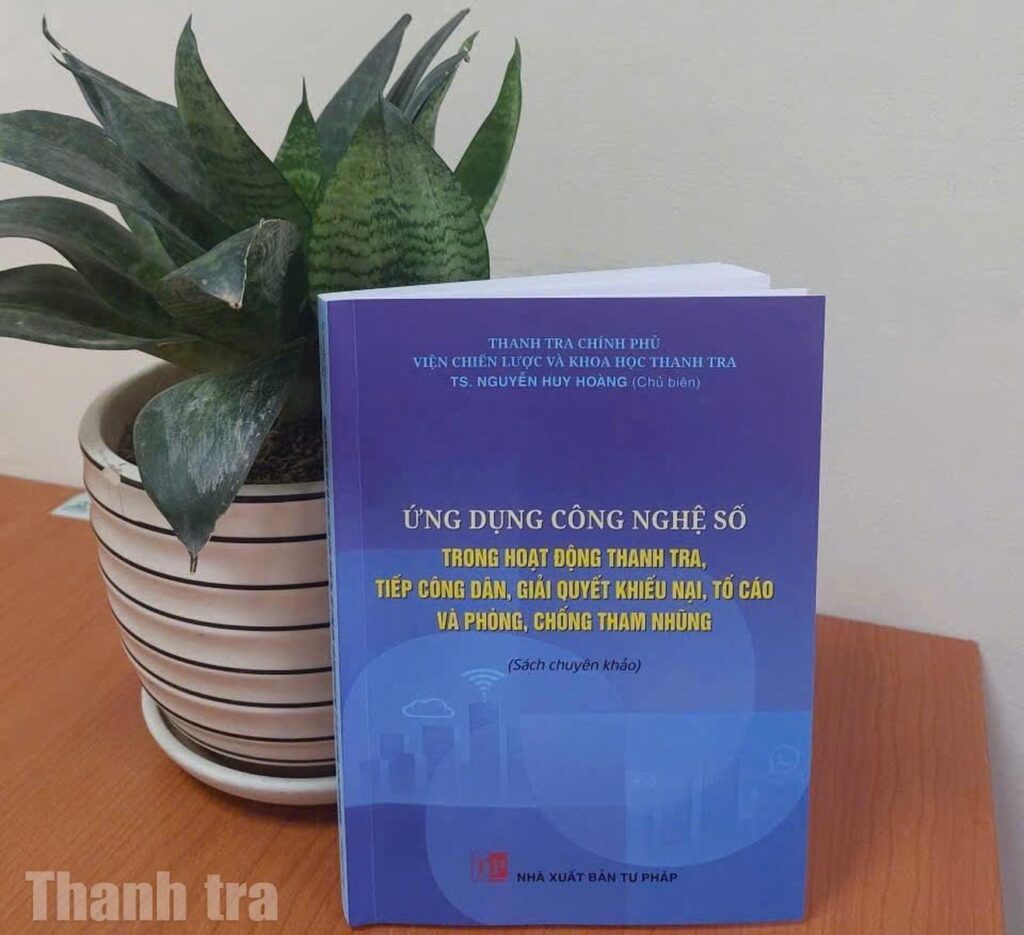 THANH TRA CHÍNH PHỦ
VIỆN CHIẾN LƯỢC VÀ KHOA HỌC THANH TRA
TS. NGUYỄN HUY HOÀNG (Chủ biên)
ỨNG DỤNG CÔNG NGHỆ SỐ
TRONG HOẠT ĐỘNG THANH TRA,
TIẾP CÔNG DÂN, GIẢI QUYẾT KHIẾU NẠI, TỐ CÁO
VÀ PHÒNG, CHỐNG THAM NHŨNG
(Sách chuyên khảo)
TP NHÀ XUẤT BẢN TƯ PHÁP
Thanh tra